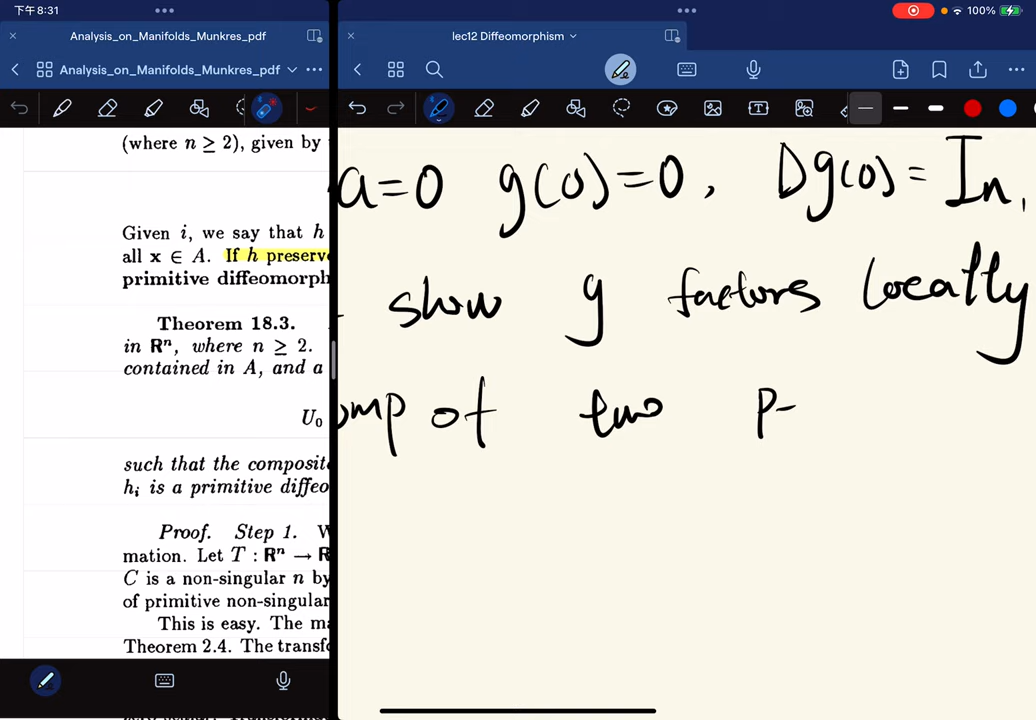 下午8:31
100%
Analysis_on_Manifolds_Munkres_pdf
lec12 Diffeomorphism
Analysis_on_Manifolds_Munkres_pdf
(where n ≥ 2), given by
Given i, we say that h
all x ∈ A. If h preserv
primitive diffeomorph
Theorem 18.3.
in Rⁿ, where n ≥ 2.
contained in A, and a
U₀
such that the composit
hᵢ is a primitive diffeo
Proof. Step 1. W
mation. Let T : Rⁿ → R
C is a non-singular n by
of primitive non-singular
This is easy. The ma
Theorem 2.4. The transf
a=0 g(0)=0, Dg(0)= In,
show g factors locally
omp of two p